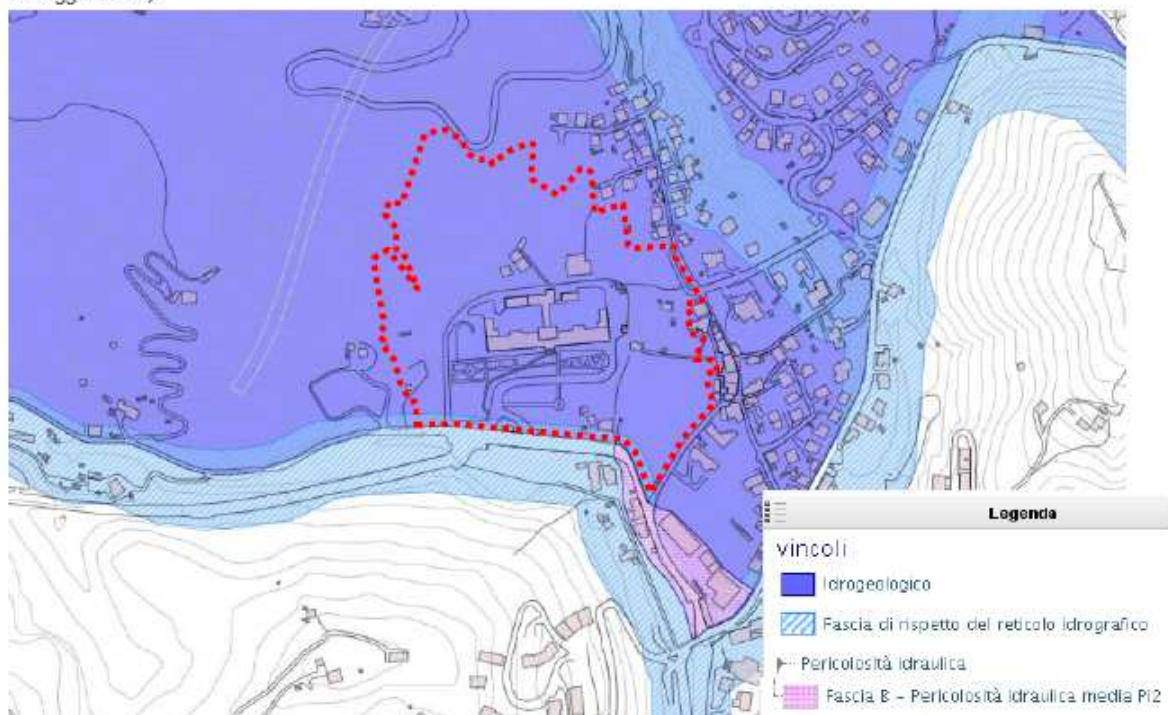 Legenda
vincoli
Idrogeologico
Fascia di rispetto del reticolo idrografico
Pericolosità idraulica
Fascia B - Pericolosità idraulica media Pi2